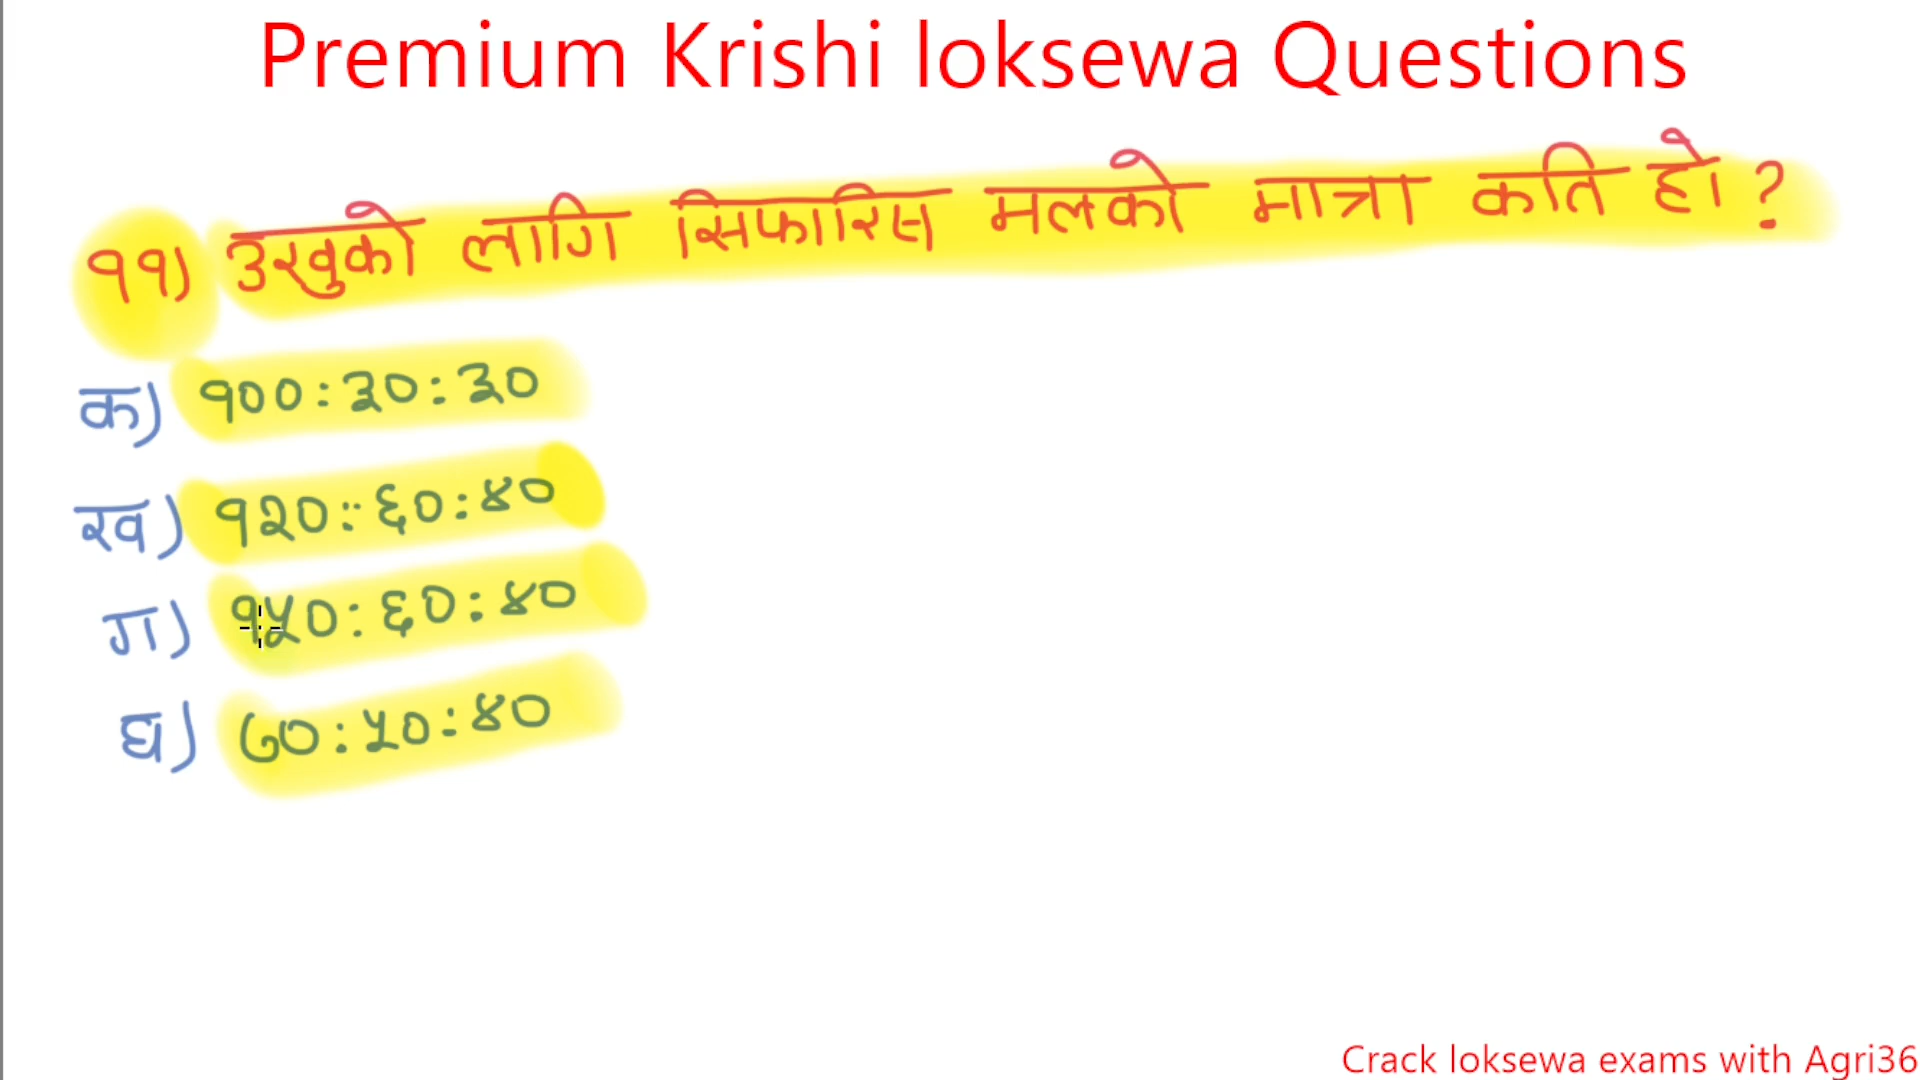 Premium Krishi loksewa Questions
११) उखुको लागि सिफारिस मलको मात्रा कति हो ?
क) १००:३०:३०
ख) १२०:६०:४०
ग) १५०:६०:४०
घ) ७०:५०:४०
Crack loksewa exams with Agri36